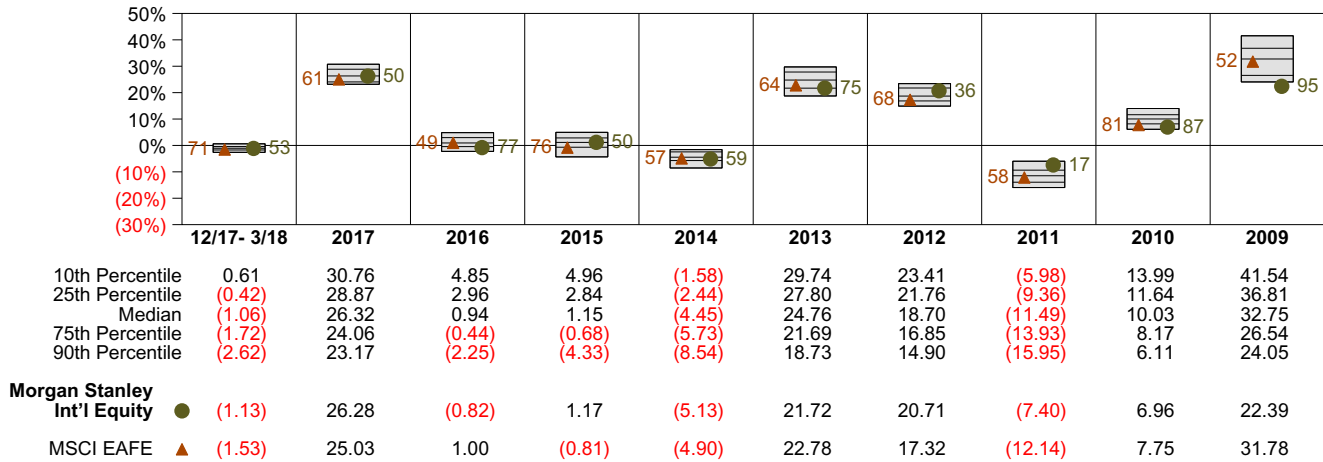 50%
40%
30%
20%
10%
0%
(10%)
(20%)
(30%)
71 53
61 50
49 77
76 50
57 59
64 75
68 36
58 17
81 87
52 95
12/17- 3/18 2017 2016 2015 2014 2013 2012 2011 2010 2009
10th Percentile 0.61 30.76 4.85 4.96 (1.58) 29.74 23.41 (5.98) 13.99 41.54
25th Percentile (0.42) 28.87 2.96 2.84 (2.44) 27.80 21.76 (9.36) 11.64 36.81
Median (1.06) 26.32 0.94 1.15 (4.45) 24.76 18.70 (11.49) 10.03 32.75
75th Percentile (1.72) 24.06 (0.44) (0.68) (5.73) 21.69 16.85 (13.93) 8.17 26.54
90th Percentile (2.62) 23.17 (2.25) (4.33) (8.54) 18.73 14.90 (15.95) 6.11 24.05
Morgan Stanley
Int'l Equity (1.13) 26.28 (0.82) 1.17 (5.13) 21.72 20.71 (7.40) 6.96 22.39
MSCI EAFE (1.53) 25.03 1.00 (0.81) (4.90) 22.78 17.32 (12.14) 7.75 31.78